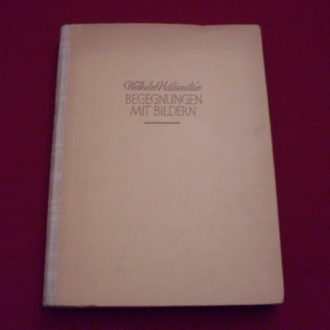 Wilhelm Hausenstein
BEGEGNUNGEN
MIT BILDERN